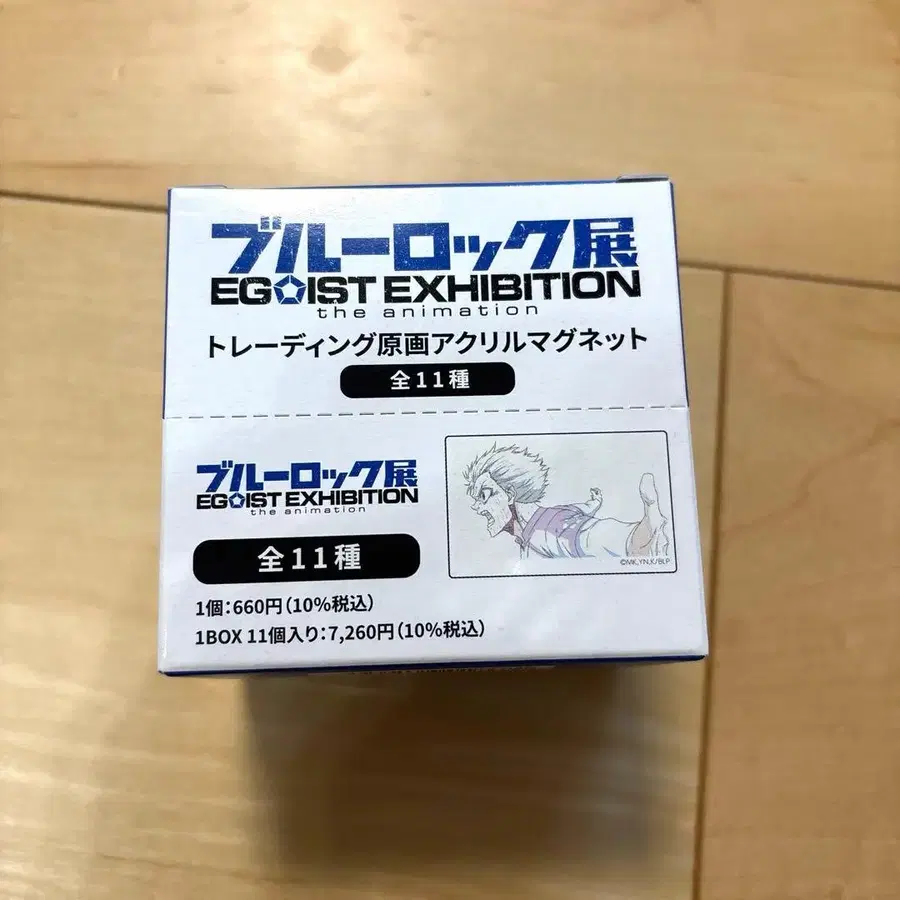 ブルーロック展
EGOIST EXHIBITION
the animation
トレーディング原画アクリルマグネット
全11種
ブルーロック展
EGOIST EXHIBITION
the animation
全11種
©MK,YN,K/BLP
1個:660円(10%税込)
1BOX 11個入り:7,260円(10%税込)